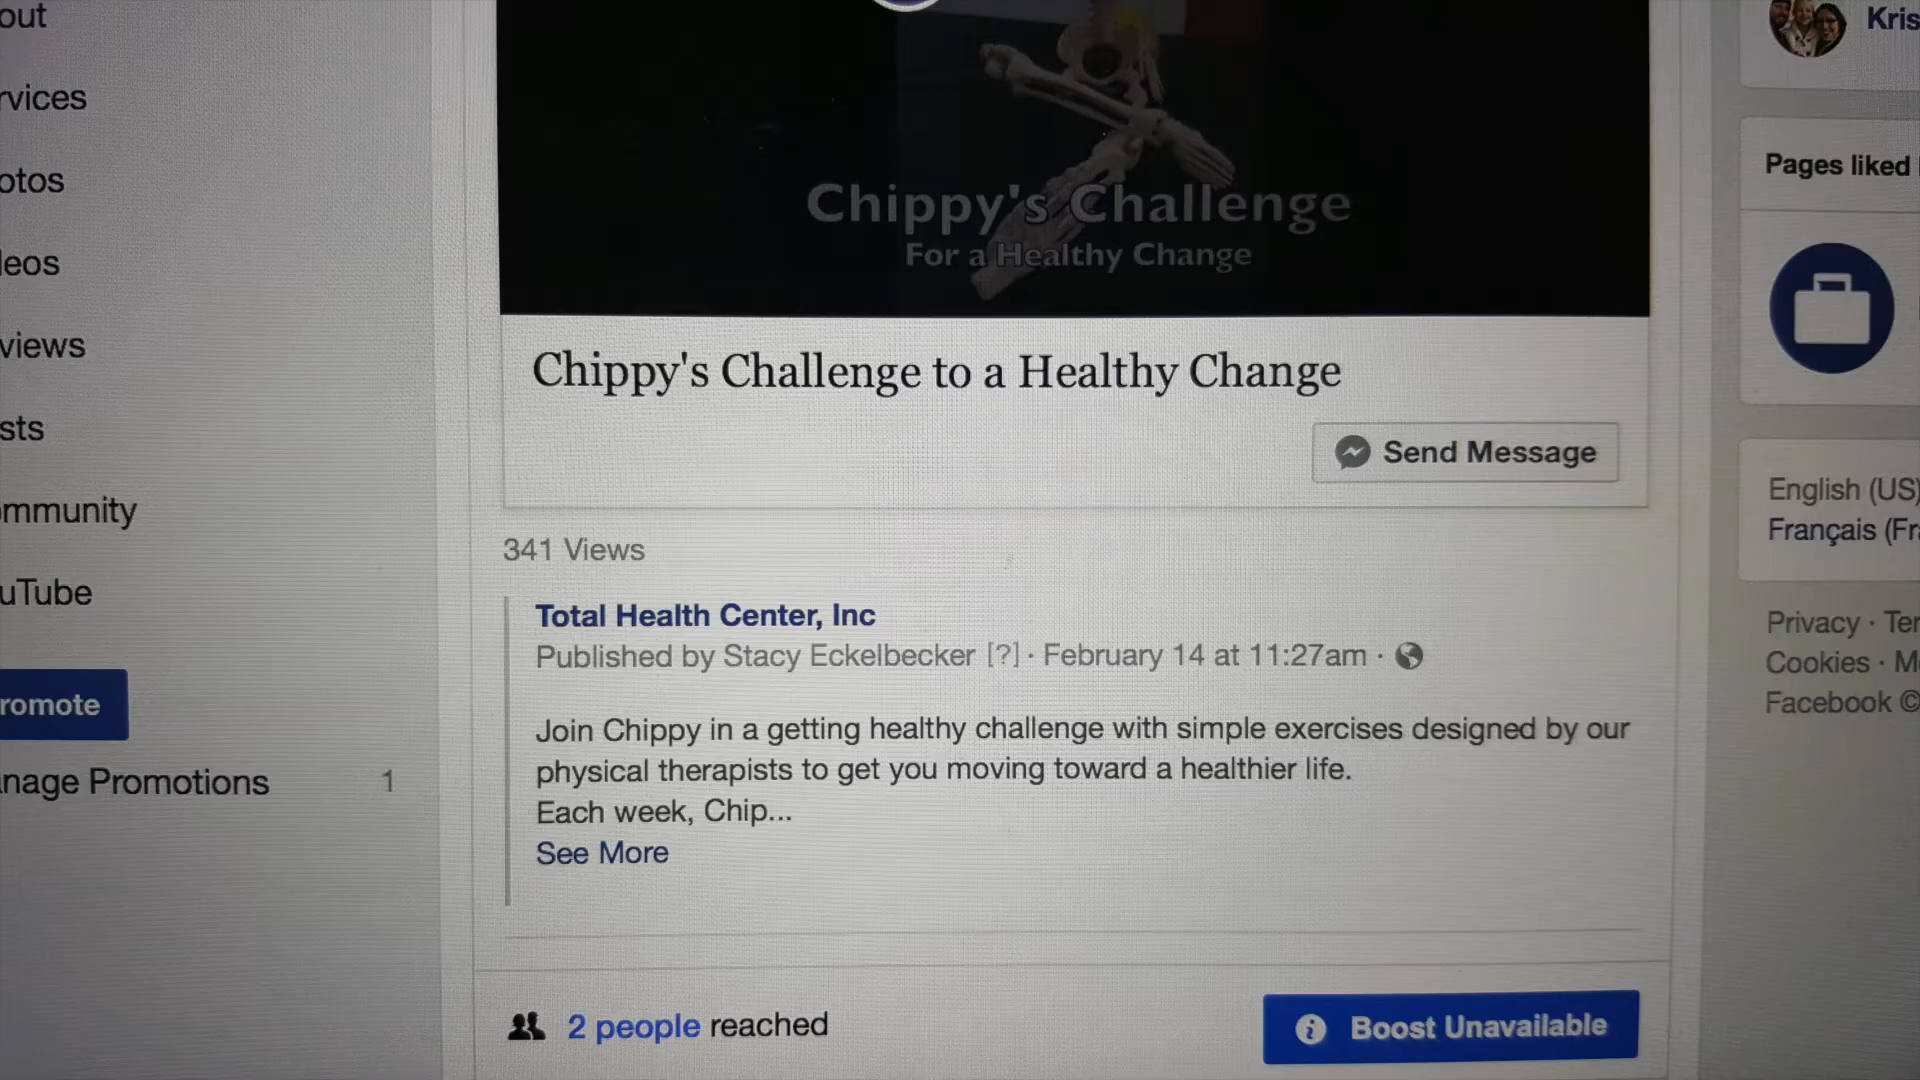 out
rvices
otos
leos
views
sts
mmunity
uTube
romote
nage Promotions 1
Chippy's Challenge
For a Healthy Change
Chippy's Challenge to a Healthy Change
Send Message
341 Views
Total Health Center, Inc
Published by Stacy Eckelbecker [?] · February 14 at 11:27am ·
Join Chippy in a getting healthy challenge with simple exercises designed by our
physical therapists to get you moving toward a healthier life.
Each week, Chip...
See More
2 people reached
Boost Unavailable
Kris
Pages liked
English (US)
Français (Fra
Privacy · Ter
Cookies · Mo
Facebook ©